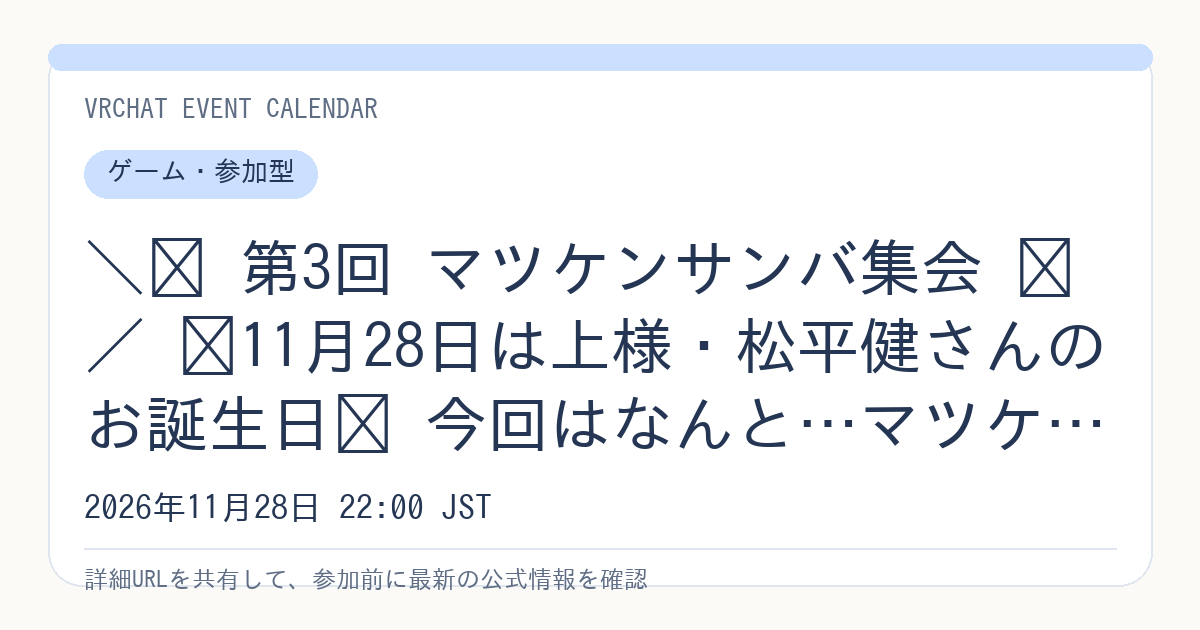 VRCHAT EVENT CALENDAR
ゲーム・参加型
＼☒ 第3回 マツケンサンバ集会 ☒
／ ☒11月28日は上様・松平健さんの
お誕生日☒ 今回はなんと…マツケ…
2026年11月28日 22:00 JST
詳細URLを共有して、参加前に最新の公式情報を確認